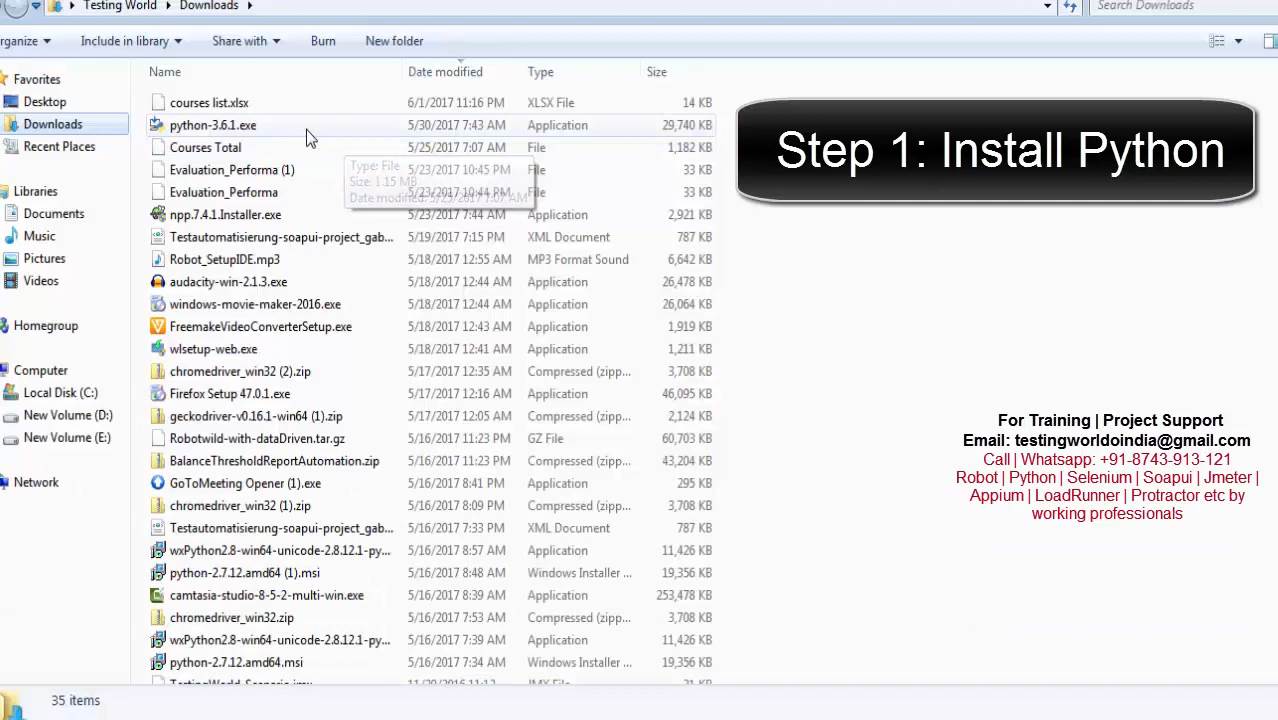 Testing World Downloads Search Downloads
rganize Include in library Share with Burn New folder
Favorites
Desktop
Downloads
Recent Places
Libraries
Documents
Music
Pictures
Videos
Homegroup
Computer
Local Disk (C:)
New Volume (D:)
New Volume (E:)
Network
Name Date modified Type Size
courses list.xlsx 6/1/2017 11:16 PM XLSX File 14 KB
python-3.6.1.exe 5/30/2017 7:43 AM Application 29,740 KB
Courses Total 5/25/2017 7:07 AM File 1,182 KB
Evaluation_Performa (1) 5/23/2017 10:45 PM File 33 KB
Evaluation_Performa 5/23/2017 10:44 PM File 33 KB
npp.7.4.1.Installer.exe 5/23/2017 7:44 AM Application 2,921 KB
Testautomatisierung-soapui-project_gab... 5/19/2017 7:15 PM XML Document 787 KB
Robot_SetupIDE.mp3 5/18/2017 12:55 AM MP3 Format Sound 6,642 KB
audacity-win-2.1.3.exe 5/18/2017 12:44 AM Application 26,478 KB
windows-movie-maker-2016.exe 5/18/2017 12:44 AM Application 26,064 KB
FreemakeVideoConverterSetup.exe 5/18/2017 12:43 AM Application 1,919 KB
wlsetup-web.exe 5/18/2017 12:41 AM Application 1,211 KB
chromedriver_win32 (2).zip 5/17/2017 12:35 AM Compressed (zipp... 3,708 KB
Firefox Setup 47.0.1.exe 5/17/2017 12:16 AM Application 46,095 KB
geckodriver-v0.16.1-win64 (1).zip 5/17/2017 12:05 AM Compressed (zipp... 2,124 KB
Robotwild-with-dataDriven.tar.gz 5/16/2017 11:23 PM GZ File 60,703 KB
BalanceThresholdReportAutomation.zip 5/16/2017 11:23 PM Compressed (zipp... 43,204 KB
GoToMeeting Opener (1).exe 5/16/2017 8:41 PM Application 295 KB
chromedriver_win32 (1).zip 5/16/2017 8:09 PM Compressed (zipp... 3,708 KB
Testautomatisierung-soapui-project_gab... 5/16/2017 7:33 PM XML Document 787 KB
wxPython2.8-win64-unicode-2.8.12.1-py... 5/16/2017 8:57 AM Application 11,426 KB
python-2.7.12.amd64 (1).msi 5/16/2017 8:48 AM Windows Installer ... 19,356 KB
camtasia-studio-8-5-2-multi-win.exe 5/16/2017 8:39 AM Application 253,478 KB
chromedriver_win32.zip 5/16/2017 7:53 AM Compressed (zipp... 3,708 KB
wxPython2.8-win64-unicode-2.8.12.1-py... 5/16/2017 7:39 AM Application 11,426 KB
python-2.7.12.amd64.msi 5/16/2017 7:34 AM Windows Installer ... 19,356 KB
Type: File
Size: 1.15 MB
Date modified: 5/25/2017 7:07 AM
35 items
Step 1: Install Python
For Training | Project Support
Email: testingworldoindia@gmail.com
Call | Whatsapp: +91-8743-913-121
Robot | Python | Selenium | Soapui | Jmeter |
Appium | LoadRunner | Protractor etc by
working professionals